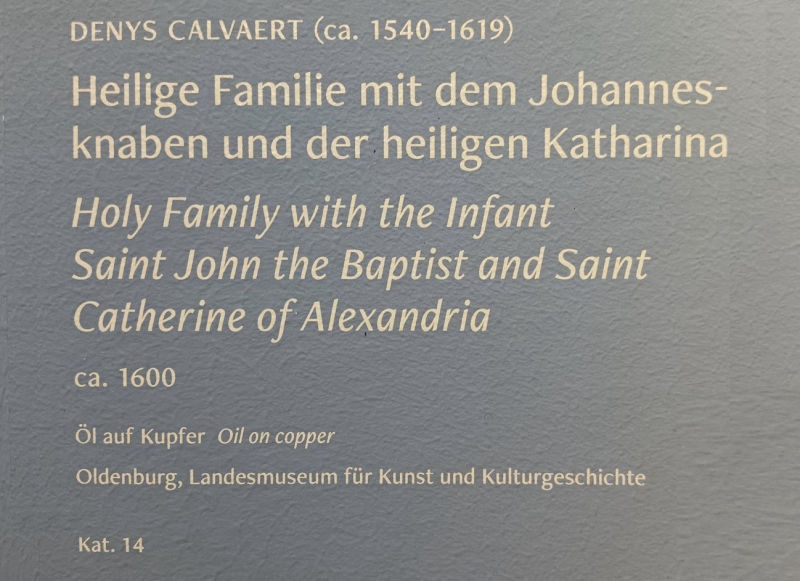 DENYS CALVAERT (ca. 1540–1619)
Heilige Familie mit dem Johannes-
knaben und der heiligen Katharina
Holy Family with the Infant
Saint John the Baptist and Saint
Catherine of Alexandria
ca. 1600
Öl auf Kupfer Oil on copper
Oldenburg, Landesmuseum für Kunst und Kulturgeschichte
Kat. 14